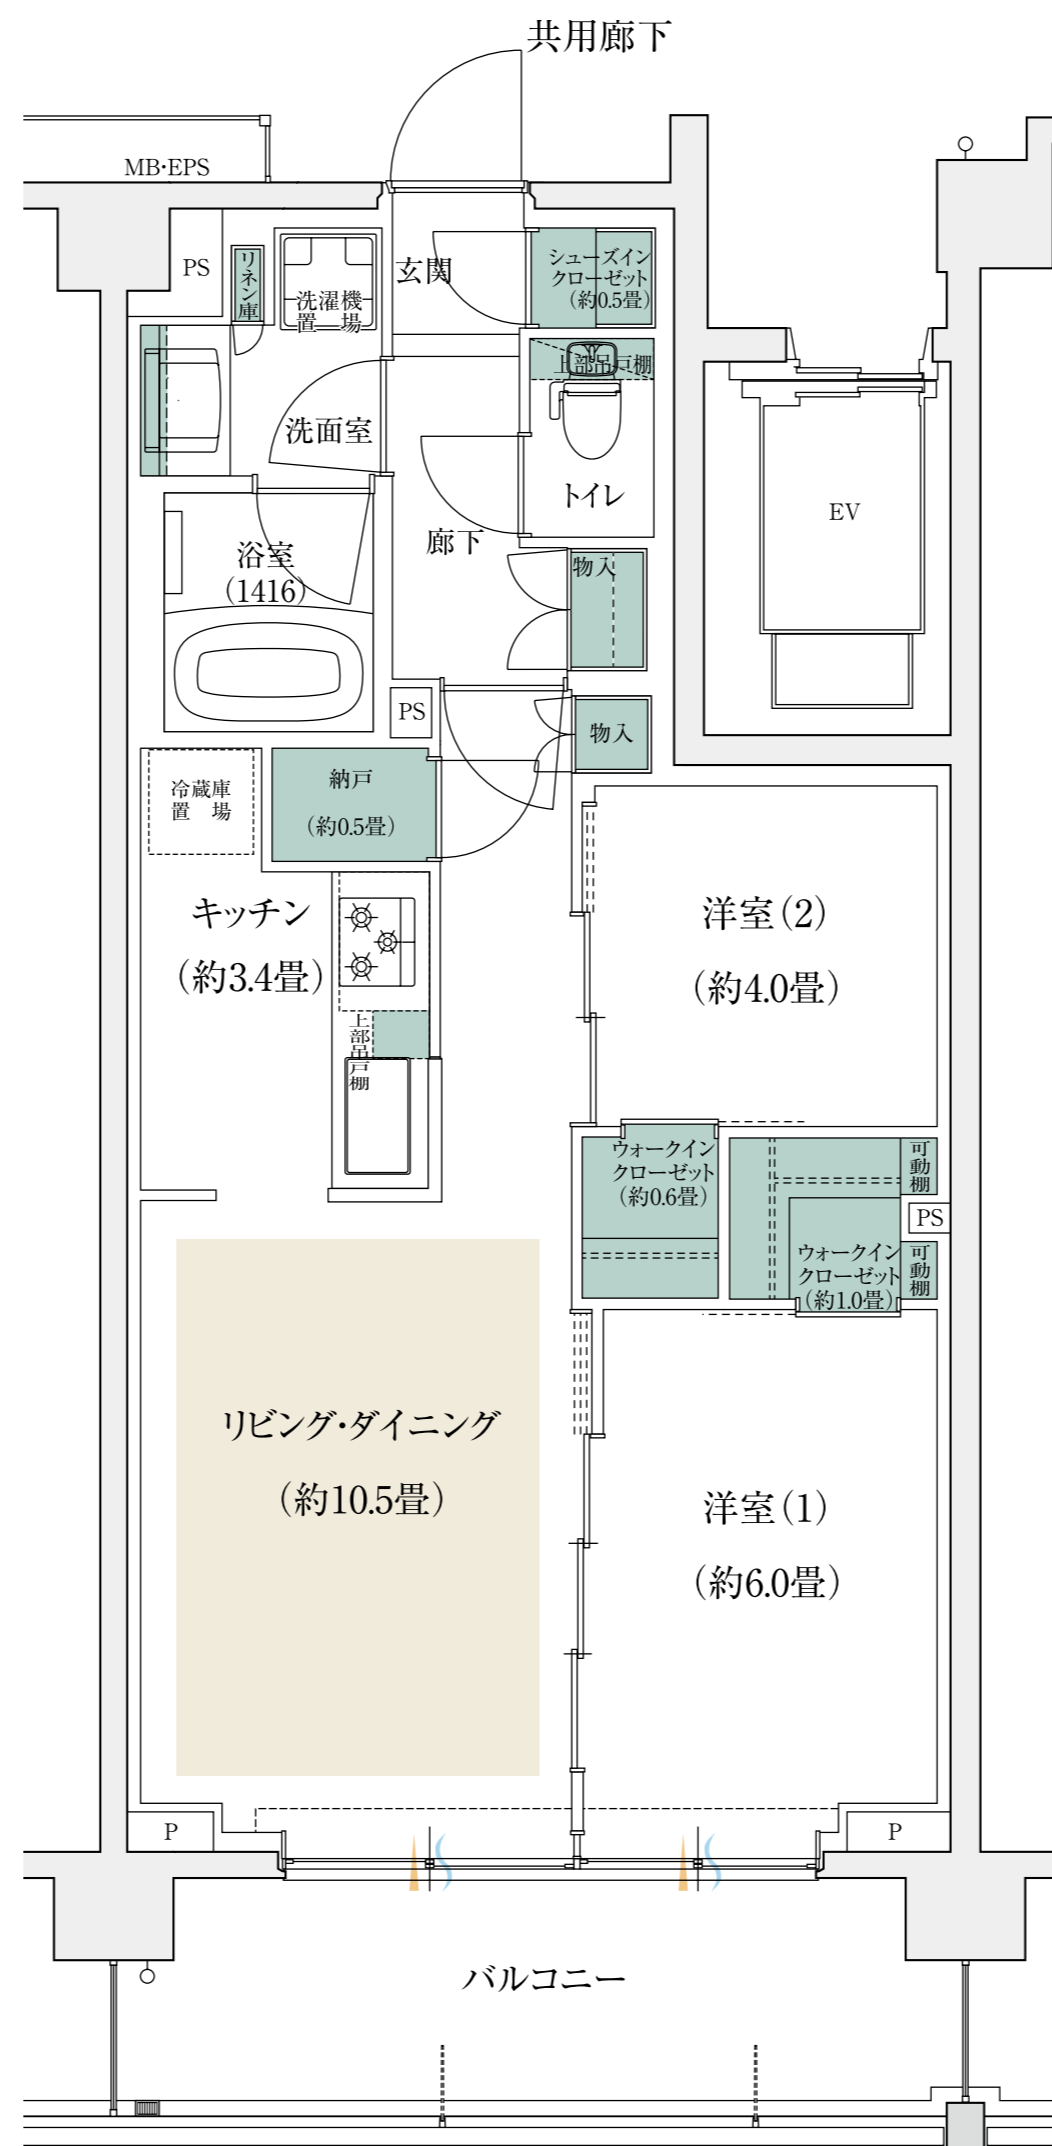 共用廊下
MB・EPS
PS
リネン庫
洗濯機
置 場
玄関
シューズイン
クローゼット
（約0.5畳）
上部吊戸棚
洗面室
トイレ
EV
廊下
浴室
（1416）
物入
PS
物入
冷蔵庫
置 場
納戸
（約0.5畳）
キッチン
（約3.4畳）
上部吊戸棚
洋室（2）
（約4.0畳）
ウォークイン
クローゼット
（約0.6畳）
可動棚
PS
ウォークイン
クローゼット
（約1.0畳）
可動棚
リビング・ダイニング
（約10.5畳）
洋室（1）
（約6.0畳）
P
P
バルコニー